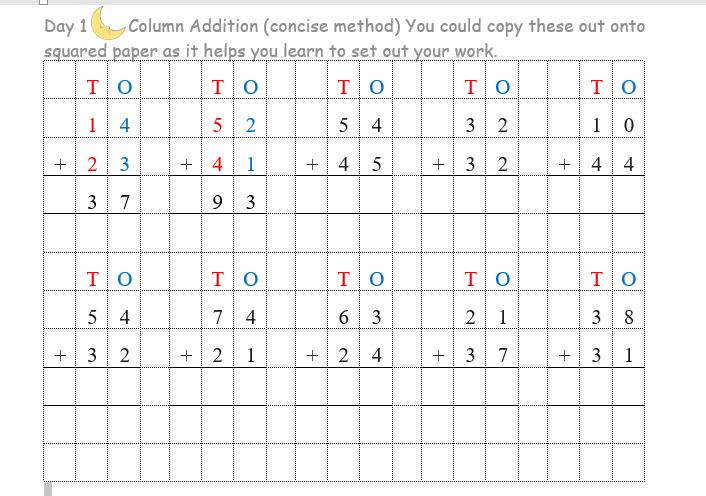 Day 1 Column Addition (concise method) You could copy these out onto
squared paper as it helps you learn to set out your work.
T O T O T O T O T O
1 4 5 2 5 4 3 2 1 0
+ 2 3 + 4 1 + 4 5 + 3 2 + 4 4
3 7 9 3
T O T O T O T O T O
5 4 7 4 6 3 2 1 3 8
+ 3 2 + 2 1 + 2 4 + 3 7 + 3 1